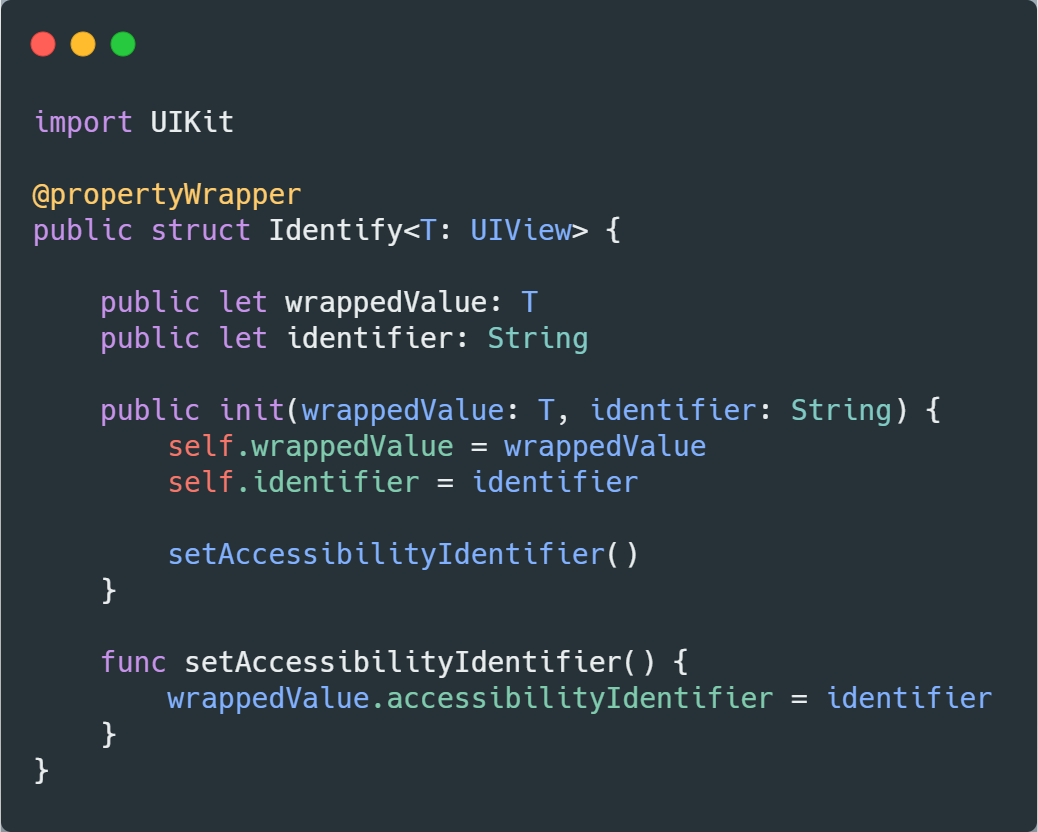 import UIKit
@propertyWrapper
public struct Identify<T: UIView> {
    public let wrappedValue: T
    public let identifier: String
    public init(wrappedValue: T, identifier: String) {
        self.wrappedValue = wrappedValue
        self.identifier = identifier
        setAccessibilityIdentifier()
    }
    func setAccessibilityIdentifier() {
        wrappedValue.accessibilityIdentifier = identifier
    }
}